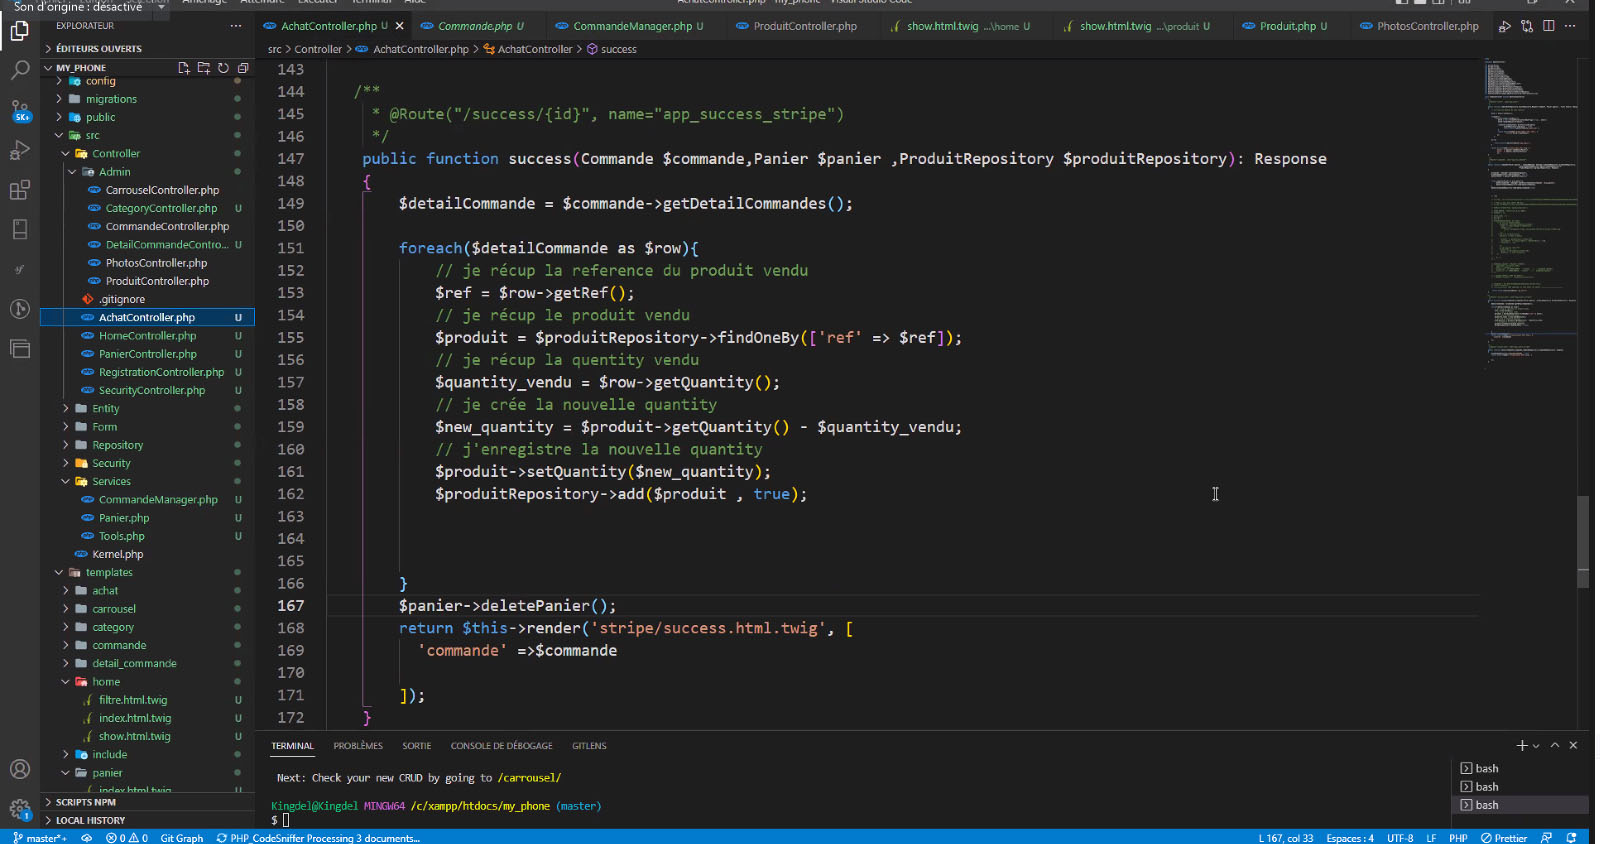 Son d'origine : désactivé
EXPLORATEUR
AchatController.php U
Commande.php U
CommandeManager.php U
ProduitController.php
show.html.twig ...\home U
show.html.twig ...\produit U
Produit.php U
PhotosController.php
src > Controller > AchatController.php > AchatController > success
ÉDITEURS OUVERTS
MY_PHONE
config
migrations
public
src
Controller
Admin
CarrouselController.php
CategoryController.php U
CommandeController.php
DetailCommandeContro... U
PhotosController.php
ProduitController.php
.gitignore
AchatController.php U
HomeController.php U
PanierController.php U
RegistrationController.php U
SecurityController.php U
Entity
Form
Repository
Security
Services
CommandeManager.php U
Panier.php U
Tools.php U
Kernel.php
templates
achat
carrousel
category
commande
detail_commande
home
filtre.html.twig U
index.html.twig U
show.html.twig U
include
panier
index.html.twig U
SCRIPTS NPM
LOCAL HISTORY
5K+
1
143
144 /**
145 * @Route("/success/{id}", name="app_success_stripe")
146 */
147 public function success(Commande $commande,Panier $panier ,ProduitRepository $produitRepository): Response
148 {
149 $detailCommande = $commande->getDetailCommandes();
150
151 foreach($detailCommande as $row){
152 // je récup la reference du produit vendu
153 $ref = $row->getRef();
154 // je récup le produit vendu
155 $produit = $produitRepository->findOneBy(['ref' => $ref]);
156 // je récup la quentity vendu
157 $quantity_vendu = $row->getQuantity();
158 // je crée la nouvelle quantity
159 $new_quantity = $produit->getQuantity() - $quantity_vendu;
160 // j'enregistre la nouvelle quantity
161 $produit->setQuantity($new_quantity);
162 $produitRepository->add($produit , true);
163
164
165
166 }
167 $panier->deletePanier();
168 return $this->render('stripe/success.html.twig', [
169 'commande' =>$commande
170
171 ]);
172 }
TERMINAL PROBLÈMES SORTIE CONSOLE DE DÉBOGAGE GITLENS
Next: Check your new CRUD by going to /carrousel/
Kingdel@Kingdel MINGW64 /c/xampp/htdocs/my_phone (master)
$
bash
bash
bash
master*+ 0 0 Git Graph PHP_CodeSniffer Processing 3 documents... L 167, col 33 Espaces : 4 UTF-8 LF PHP Prettier